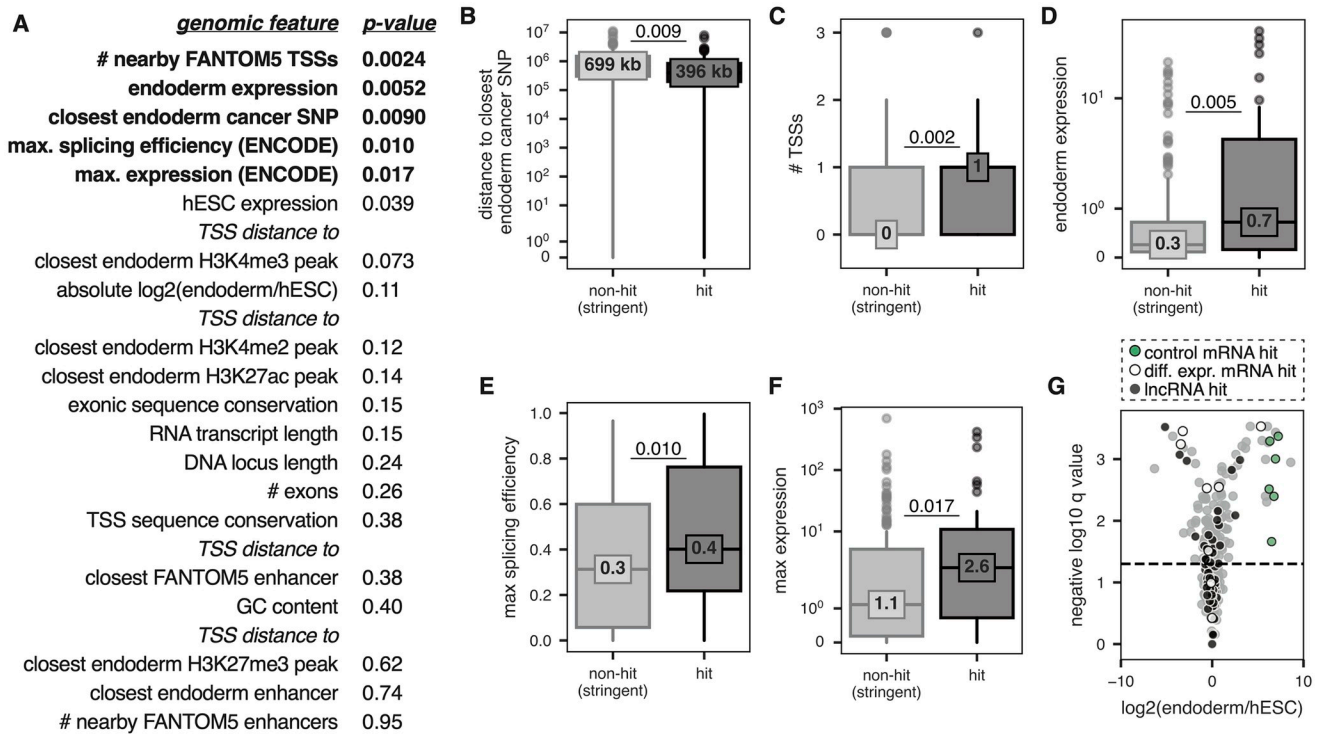 A
genomic feature p-value
# nearby FANTOM5 TSSs 0.0024
endoderm expression 0.0052
closest endoderm cancer SNP 0.0090
max. splicing efficiency (ENCODE) 0.010
max. expression (ENCODE) 0.017
hESC expression 0.039
TSS distance to
closest endoderm H3K4me3 peak 0.073
absolute log2(endoderm/hESC) 0.11
TSS distance to
closest endoderm H3K4me2 peak 0.12
closest endoderm H3K27ac peak 0.14
exonic sequence conservation 0.15
RNA transcript length 0.15
DNA locus length 0.24
# exons 0.26
TSS sequence conservation 0.38
TSS distance to
closest FANTOM5 enhancer 0.38
GC content 0.40
TSS distance to
closest endoderm H3K27me3 peak 0.62
closest endoderm enhancer 0.74
# nearby FANTOM5 enhancers 0.95
B
distance to closest
endoderm cancer SNP
10⁷
10⁶
10⁵
10⁴
10³
10²
10¹
10⁰
0
0.009
699 kb
396 kb
non-hit
(stringent)
hit
C
# TSSs
3
2
1
0
0.002
0
1
non-hit
(stringent)
hit
D
endoderm expression
10¹
10⁰
0
0.005
0.3
0.7
non-hit
(stringent)
hit
E
max splicing efficiency
1.0
0.8
0.6
0.4
0.2
0.0
0.010
0.3
0.4
non-hit
(stringent)
hit
F
max expression
10³
10²
10¹
10⁰
0
0.017
1.1
2.6
non-hit
(stringent)
hit
control mRNA hit
diff. expr. mRNA hit
lncRNA hit
G
negative log10 q value
3
2
1
0
−10 0 10
log2(endoderm/hESC)